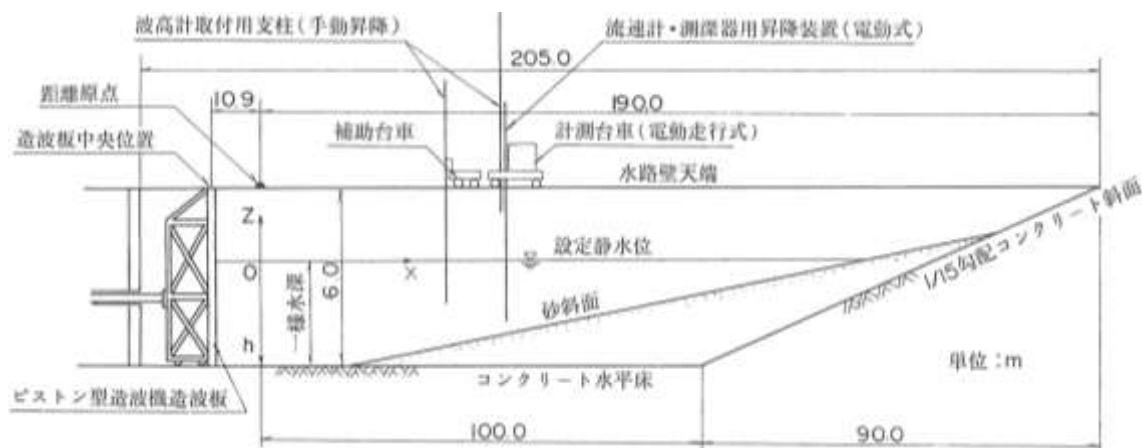 波高計取付用支柱(手動昇降)
流速計・測深器用昇降装置(電動式)
205.0
距離原点
10.9
190.0
造波板中央位置
補助台車
計測台車(電動走行式)
水路壁天端
Z
設定静水位
O
X
一様水深
6.0
砂斜面
1/15勾配コンクリート斜面
h
単位:m
コンクリート水平床
ピストン型造波機造波板
100.0
90.0